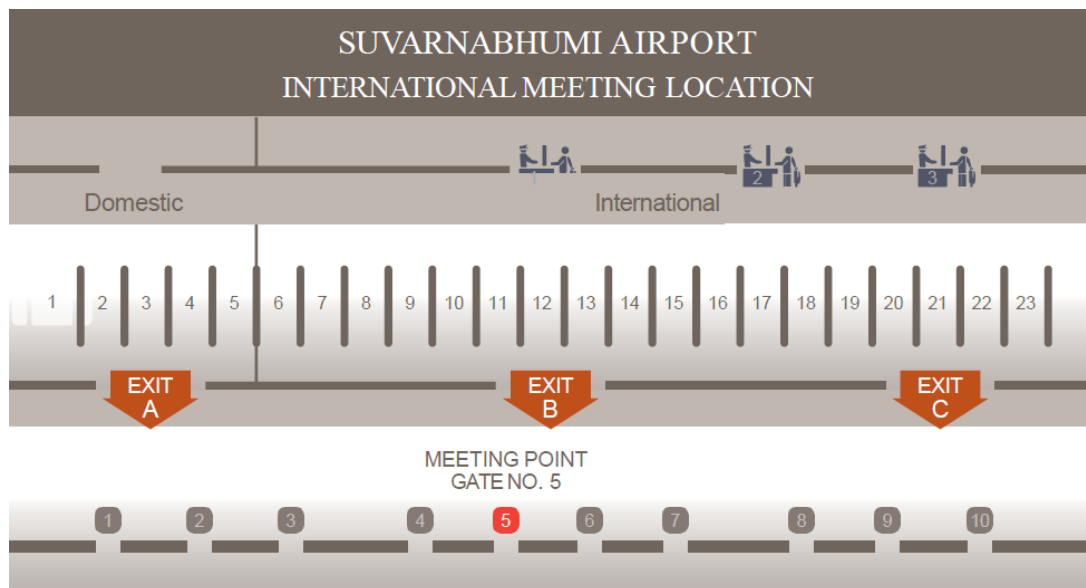 SUVARNABHUMI AIRPORT
INTERNATIONAL MEETING LOCATION
1 2 3
Domestic International
1 2 3 4 5 6 7 8 9 10 11 12 13 14 15 16 17 18 19 20 21 22 23
EXIT A
EXIT B
EXIT C
MEETING POINT
GATE NO. 5
1 2 3 4 5 6 7 8 9 10